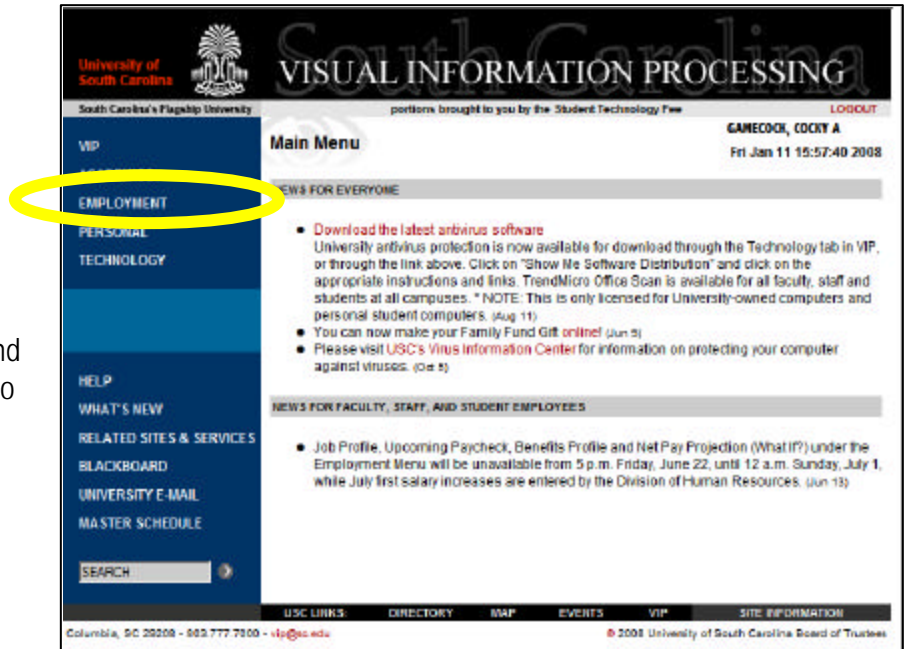 University of
South Carolina
South Carolina
VISUAL INFORMATION PROCESSING
South Carolina's Flagship University
portions brought to you by the Student Technology Fee
LOGOUT
VIP
EMPLOYMENT
PERSONAL
TECHNOLOGY
HELP
WHAT'S NEW
RELATED SITES & SERVICES
BLACKBOARD
UNIVERSITY E-MAIL
MASTER SCHEDULE
SEARCH
Main Menu
GAMECOCK, COCKY A
Fri Jan 11 15:57:40 2008
NEWS FOR EVERYONE
Download the latest antivirus software
University antivirus protection is now available for download through the Technology tab in VIP,
or through the link above. Click on "Show Me Software Distribution" and click on the
appropriate instructions and links. TrendMicro Office Scan is available for all faculty, staff and
students at all campuses. * NOTE: This is only licensed for University-owned computers and
personal student computers. (Aug 11)
You can now make your Family Fund Gift online! (Jun 5)
Please visit USC's Virus Information Center for information on protecting your computer
against viruses. (Oct 5)
NEWS FOR FACULTY, STAFF, AND STUDENT EMPLOYEES
Job Profile, Upcoming Paycheck, Benefits Profile and Net Pay Projection (What If?) under the
Employment Menu will be unavailable from 5 p.m. Friday, June 22, until 12 a.m. Sunday, July 1,
while July first salary increases are entered by the Division of Human Resources. (Jun 13)
USC LINKS: DIRECTORY MAP EVENTS VIP SITE INFORMATION
Columbia, SC 29208 - 803.777.7000 - vip@sc.edu
© 2008 University of South Carolina Board of Trustees